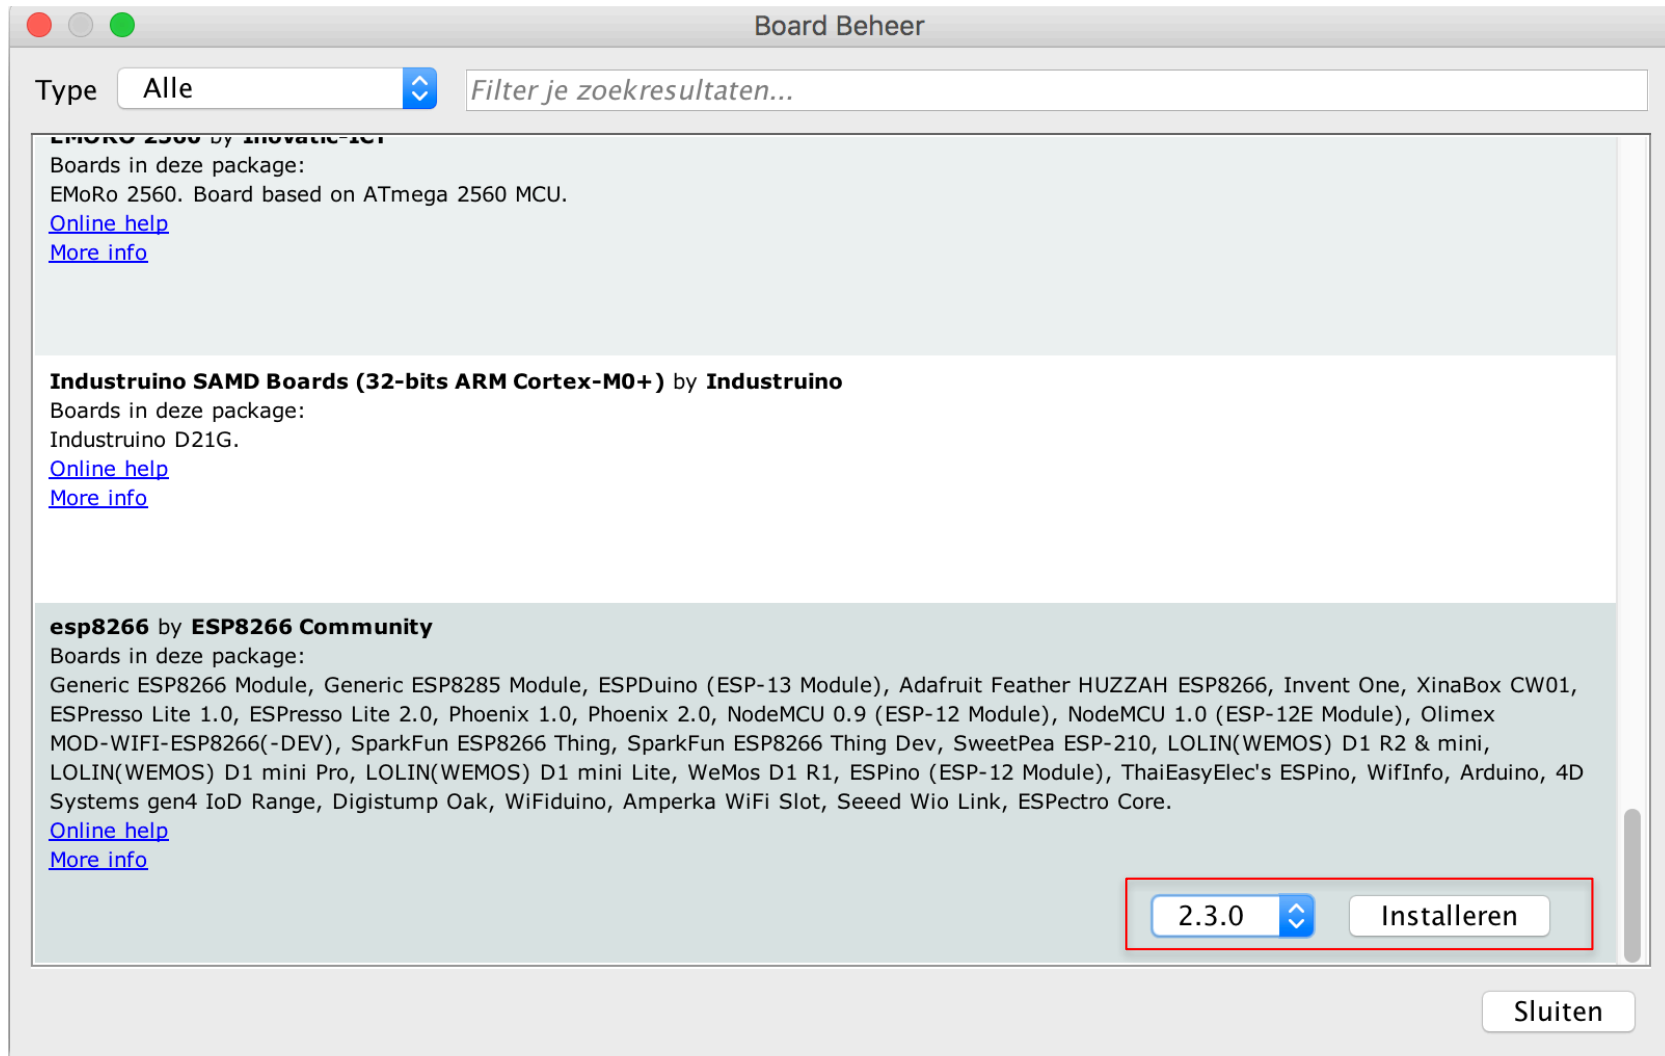 Board Beheer
Type Alle Filter je zoekresultaten...
EMORO 2560 by Inovatic-ICT
Boards in deze package:
EMoRo 2560. Board based on ATmega 2560 MCU.
Online help
More info
Industruino SAMD Boards (32-bits ARM Cortex-M0+) by Industruino
Boards in deze package:
Industruino D21G.
Online help
More info
esp8266 by ESP8266 Community
Boards in deze package:
Generic ESP8266 Module, Generic ESP8285 Module, ESPDuino (ESP-13 Module), Adafruit Feather HUZZAH ESP8266, Invent One, XinaBox CW01,
ESPresso Lite 1.0, ESPresso Lite 2.0, Phoenix 1.0, Phoenix 2.0, NodeMCU 0.9 (ESP-12 Module), NodeMCU 1.0 (ESP-12E Module), Olimex
MOD-WIFI-ESP8266(-DEV), SparkFun ESP8266 Thing, SparkFun ESP8266 Thing Dev, SweetPea ESP-210, LOLIN(WEMOS) D1 R2 & mini,
LOLIN(WEMOS) D1 mini Pro, LOLIN(WEMOS) D1 mini Lite, WeMos D1 R1, ESPino (ESP-12 Module), ThaiEasyElec's ESPino, WifInfo, Arduino, 4D
Systems gen4 IoD Range, Digistump Oak, WiFiduino, Amperka WiFi Slot, Seeed Wio Link, ESPectro Core.
Online help
More info
2.3.0 Installeren
Sluiten